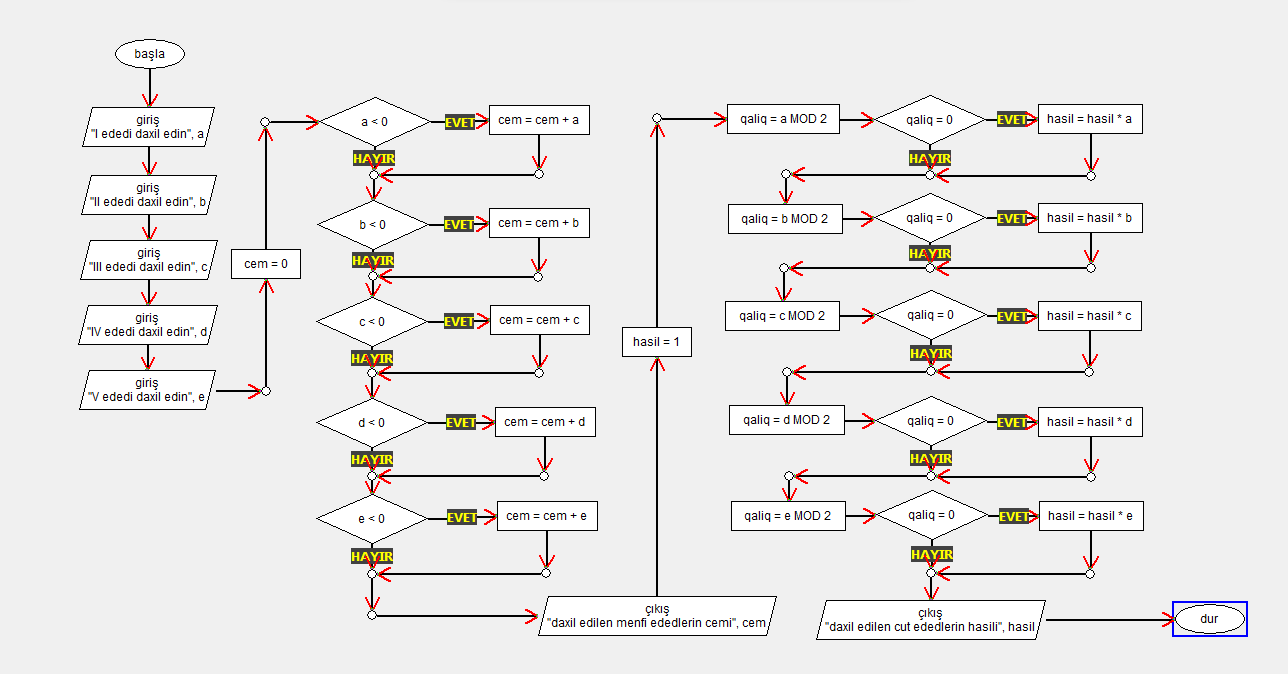 başla
giriş
"I ededi daxil edin", a
giriş
"II ededi daxil edin", b
giriş
"III ededi daxil edin", c
giriş
"IV ededi daxil edin", d
giriş
"V ededi daxil edin", e
cem = 0
a < 0
EVET
cem = cem + a
HAYIR
b < 0
EVET
cem = cem + b
HAYIR
c < 0
EVET
cem = cem + c
HAYIR
d < 0
EVET
cem = cem + d
HAYIR
e < 0
EVET
cem = cem + e
HAYIR
çıkış
"daxil edilen menfi ededlerin cemi", cem
hasil = 1
qaliq = a MOD 2
qaliq = 0
EVET
hasil = hasil * a
HAYIR
qaliq = b MOD 2
qaliq = 0
EVET
hasil = hasil * b
HAYIR
qaliq = c MOD 2
qaliq = 0
EVET
hasil = hasil * c
HAYIR
qaliq = d MOD 2
qaliq = 0
EVET
hasil = hasil * d
HAYIR
qaliq = e MOD 2
qaliq = 0
EVET
hasil = hasil * e
HAYIR
çıkış
"daxil edilen cut ededlerin hasili", hasil
dur